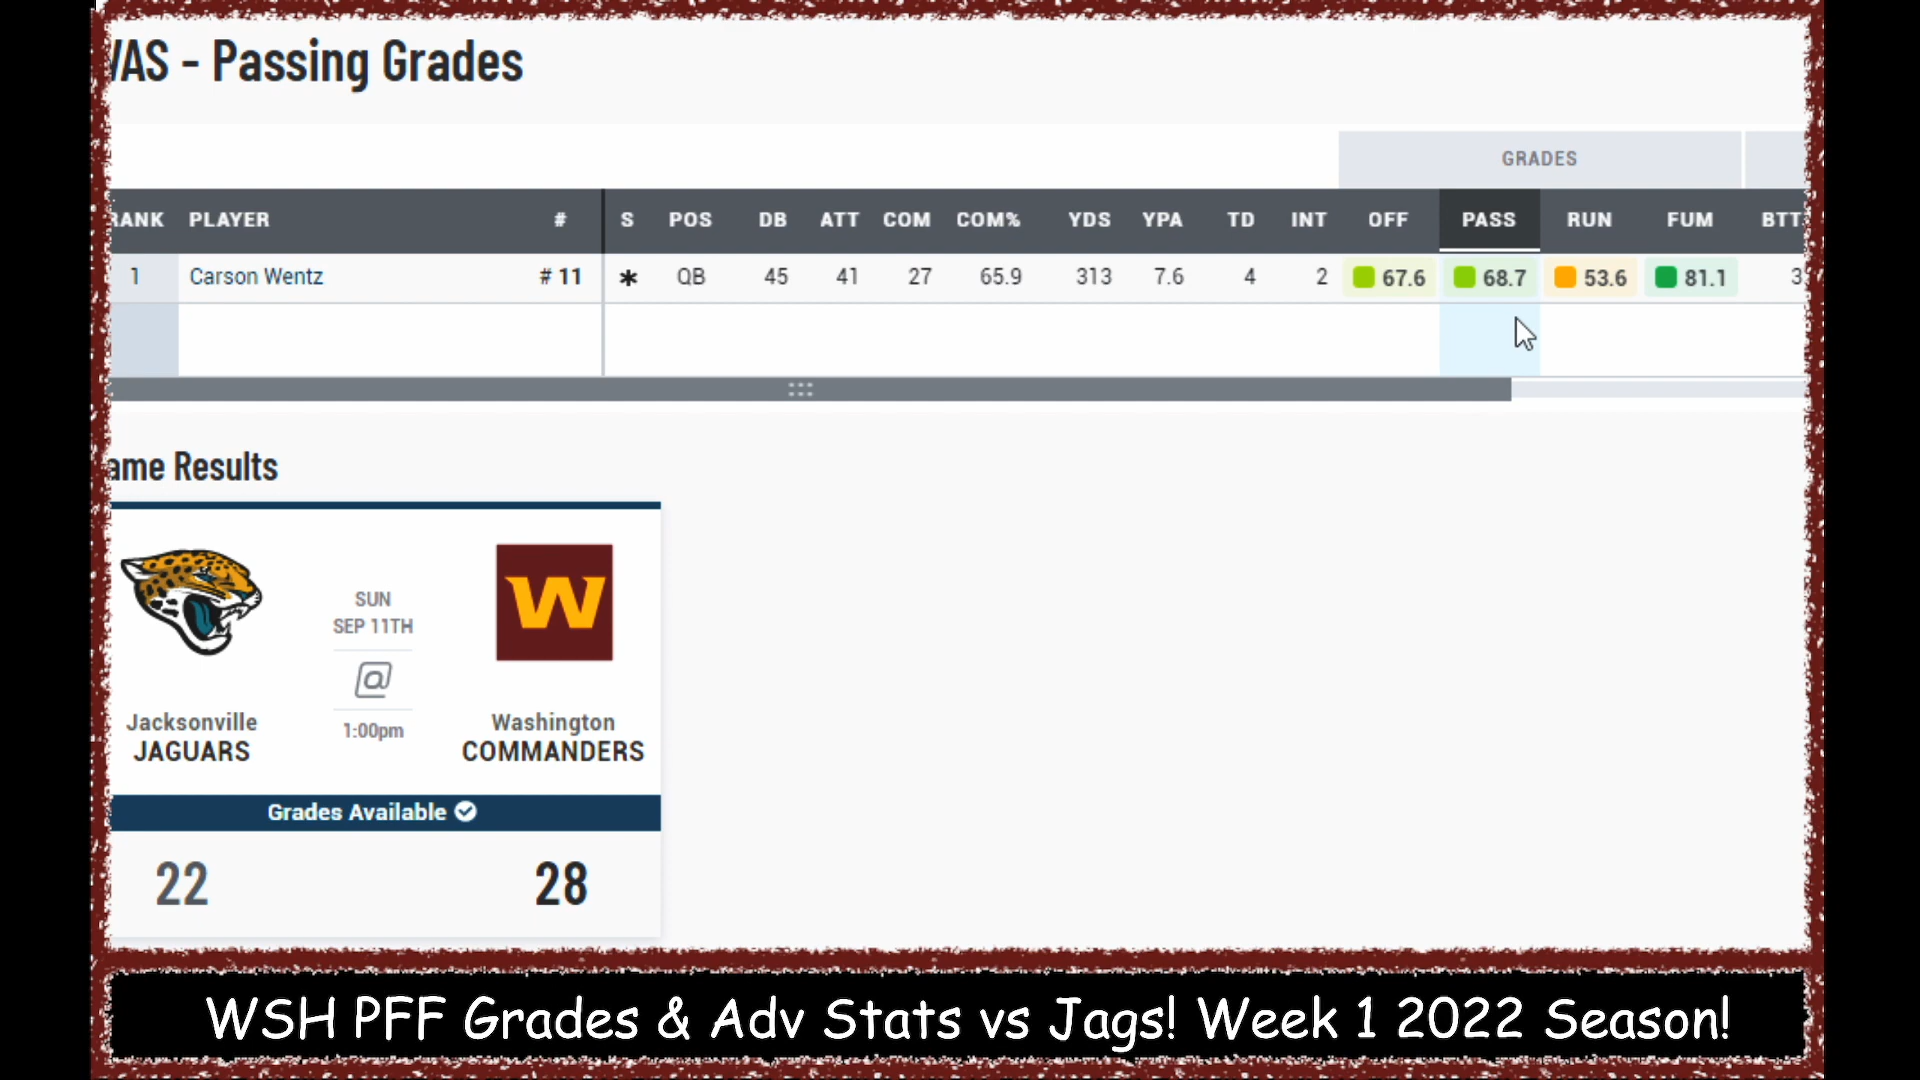 VAS - Passing Grades
GRADES
RANK PLAYER # S POS DB ATT COM COM% YDS YPA TD INT OFF PASS RUN FUM BTT
1 Carson Wentz # 11 * QB 45 41 27 65.9 313 7.6 4 2 67.6 68.7 53.6 81.1 3
ame Results
SUN
SEP 11TH
@
1:00pm
Jacksonville
JAGUARS
W
Washington
COMMANDERS
Grades Available
22 28
WSH PFF Grades & Adv Stats vs Jags! Week 1 2022 Season!